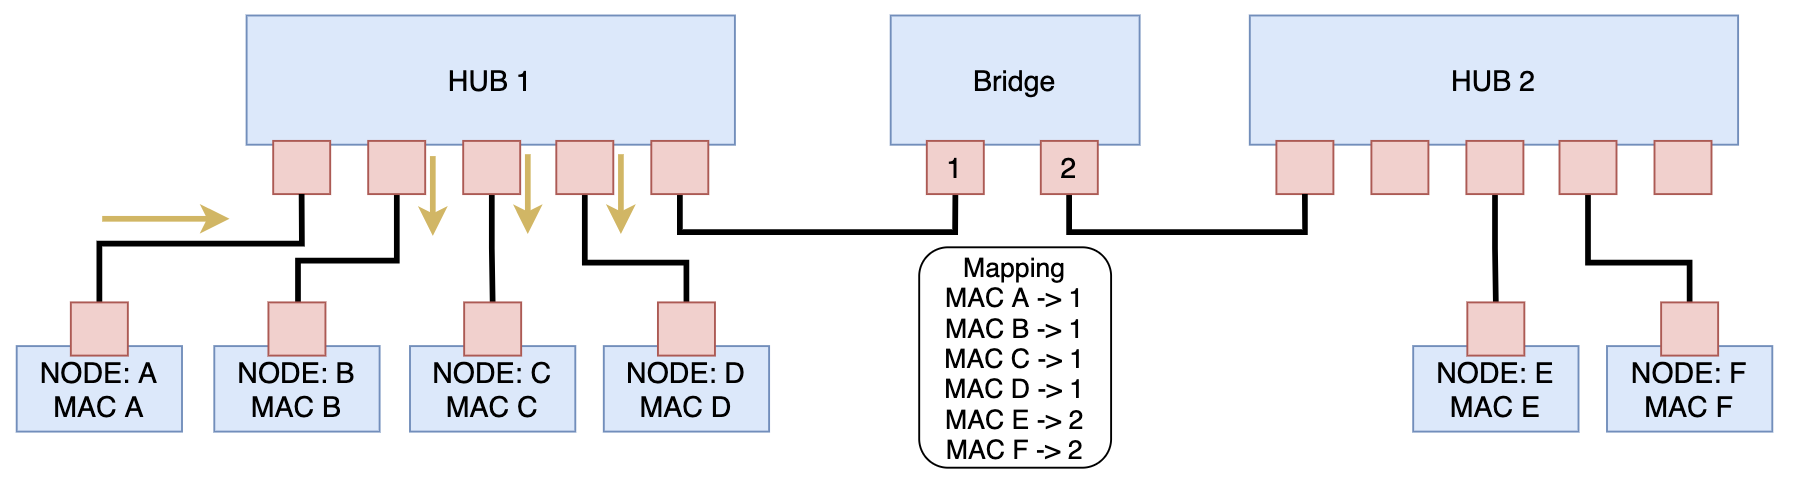 HUB 1
Bridge
HUB 2
1
2
Mapping
MAC A -> 1
MAC B -> 1
MAC C -> 1
MAC D -> 1
MAC E -> 2
MAC F -> 2
NODE: A
MAC A
NODE: B
MAC B
NODE: C
MAC C
NODE: D
MAC D
NODE: E
MAC E
NODE: F
MAC F